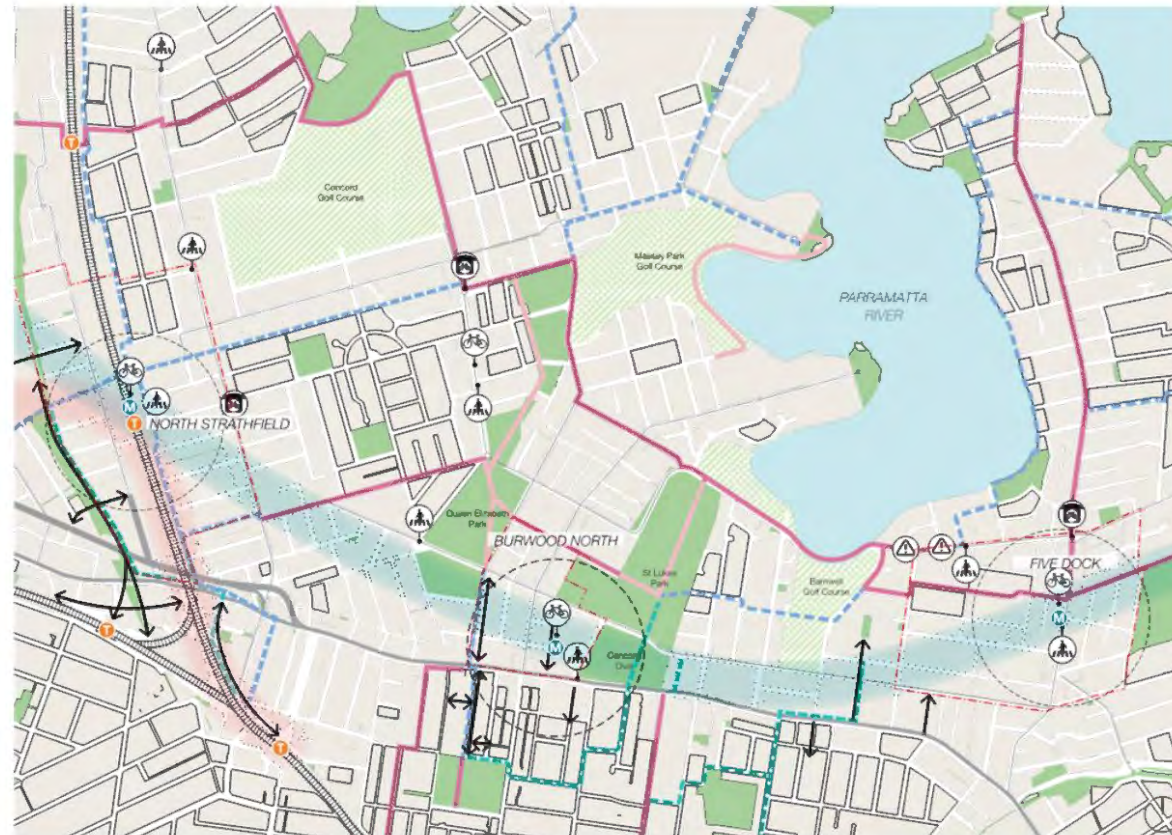 Concord
Golf Course
Massey Park
Golf Course
PARRAMATTA
RIVER
T
M
T
NORTH STRATHFIELD
Queen Elizabeth
Park
BURWOOD NORTH
St Lukes
Park
Barnwell
Golf Course
FIVE DOCK
M
M
Concord
Oval
T
T